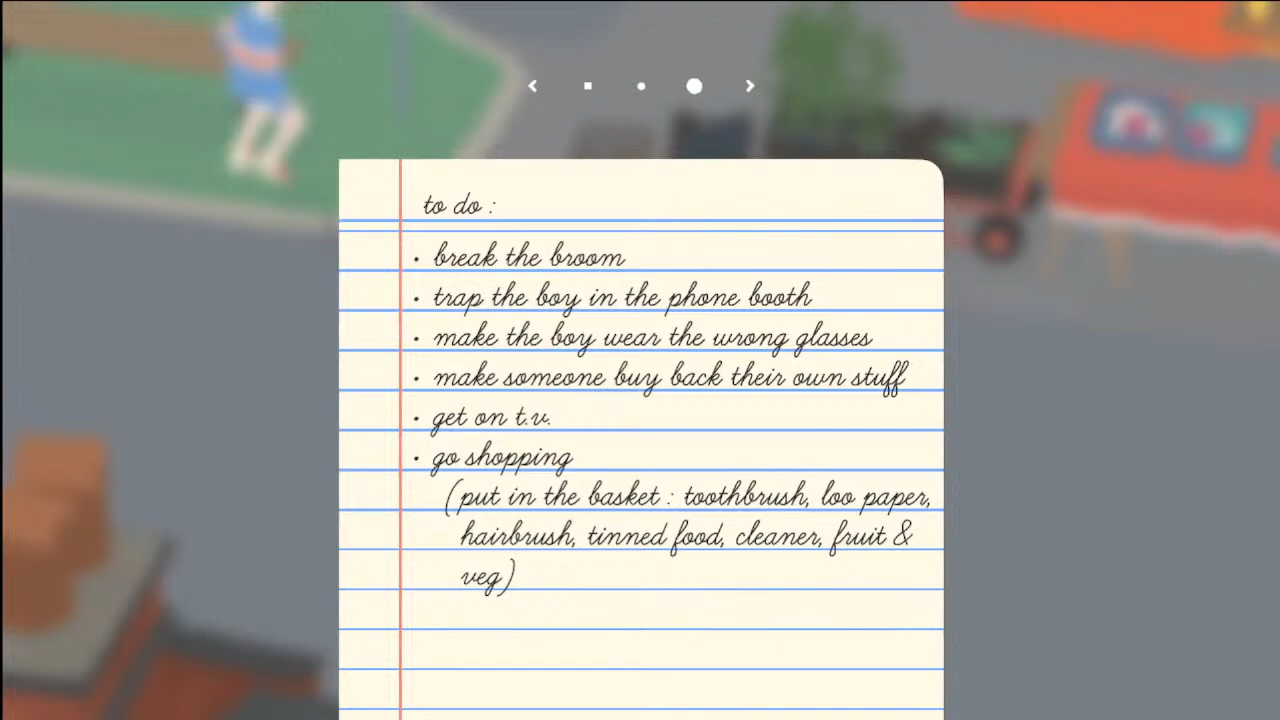 to do :
• break the broom
• trap the boy in the phone booth
• make the boy wear the wrong glasses
• make someone buy back their own stuff
• get on t.v.
• go shopping
(put in the basket : toothbrush, loo paper,
hairbrush, tinned food, cleaner, fruit &
veg)